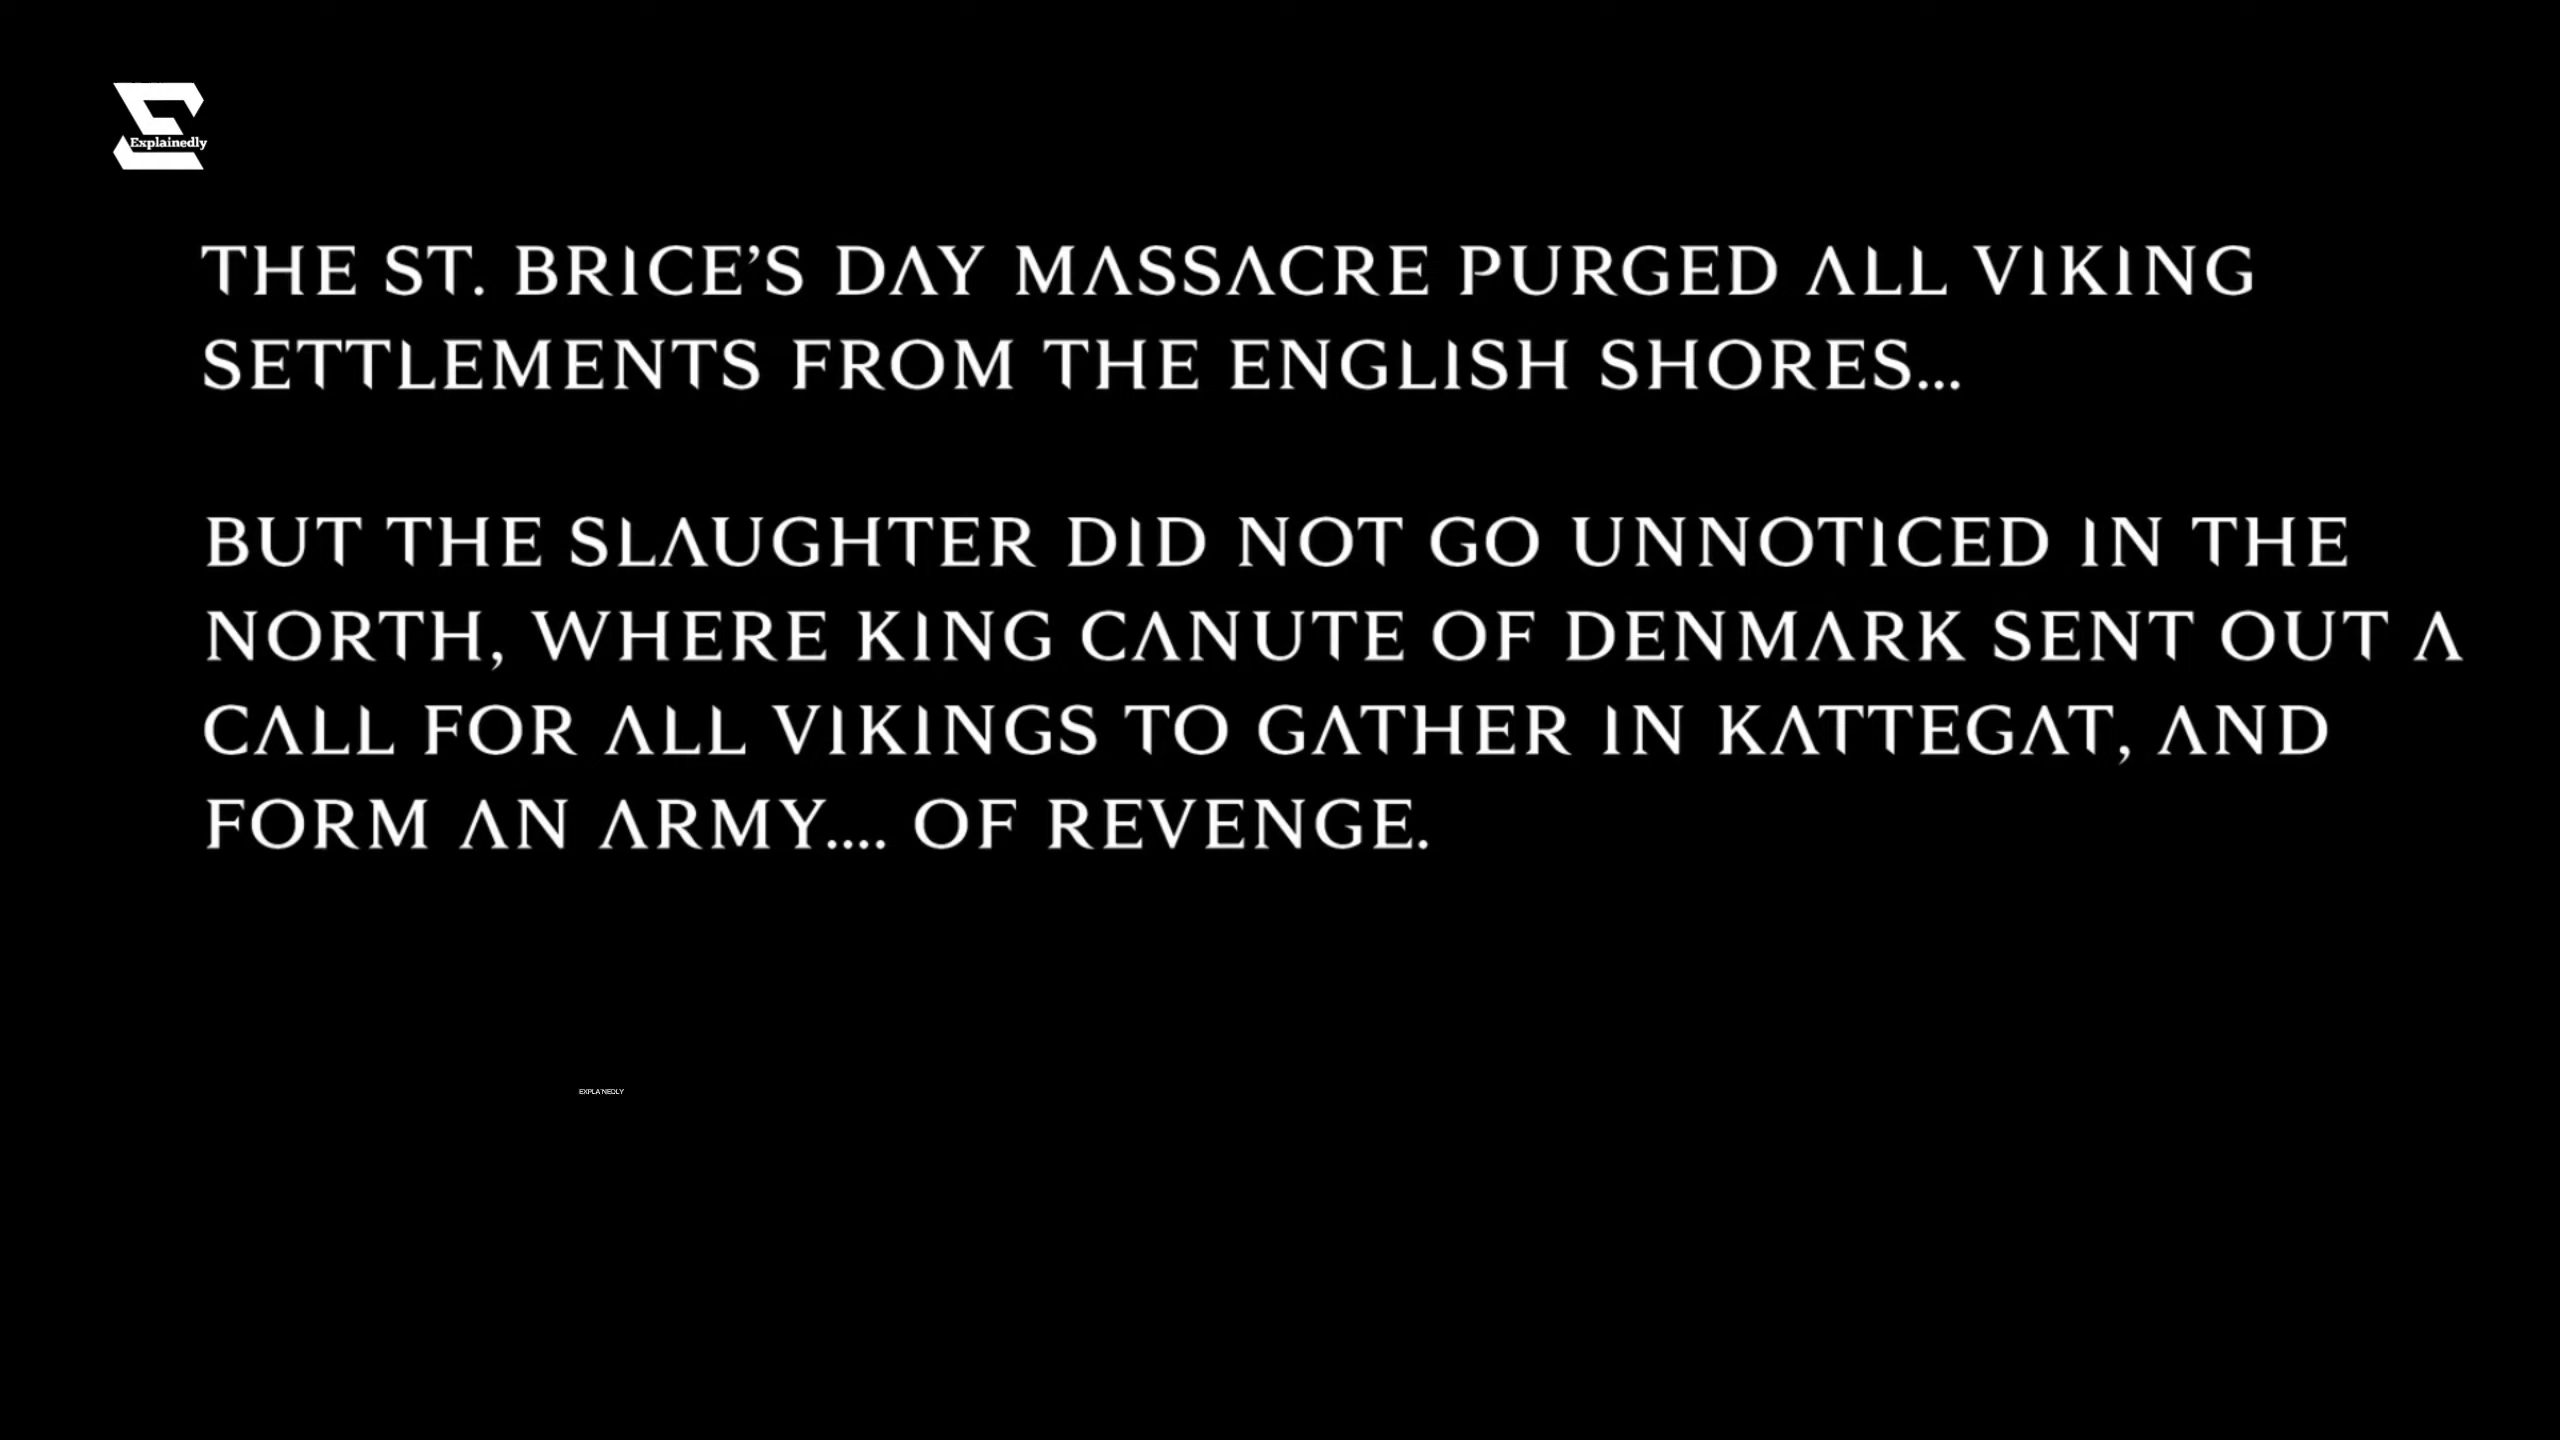 Explainedly
THE ST. BRICE’S DAY MASSACRE PURGED ALL VIKING
SETTLEMENTS FROM THE ENGLISH SHORES...
BUT THE SLAUGHTER DID NOT GO UNNOTICED IN THE
NORTH, WHERE KING CANUTE OF DENMARK SENT OUT A
CALL FOR ALL VIKINGS TO GATHER IN KATTEGAT, AND
FORM AN ARMY.... OF REVENGE.
EXPLAINEDLY